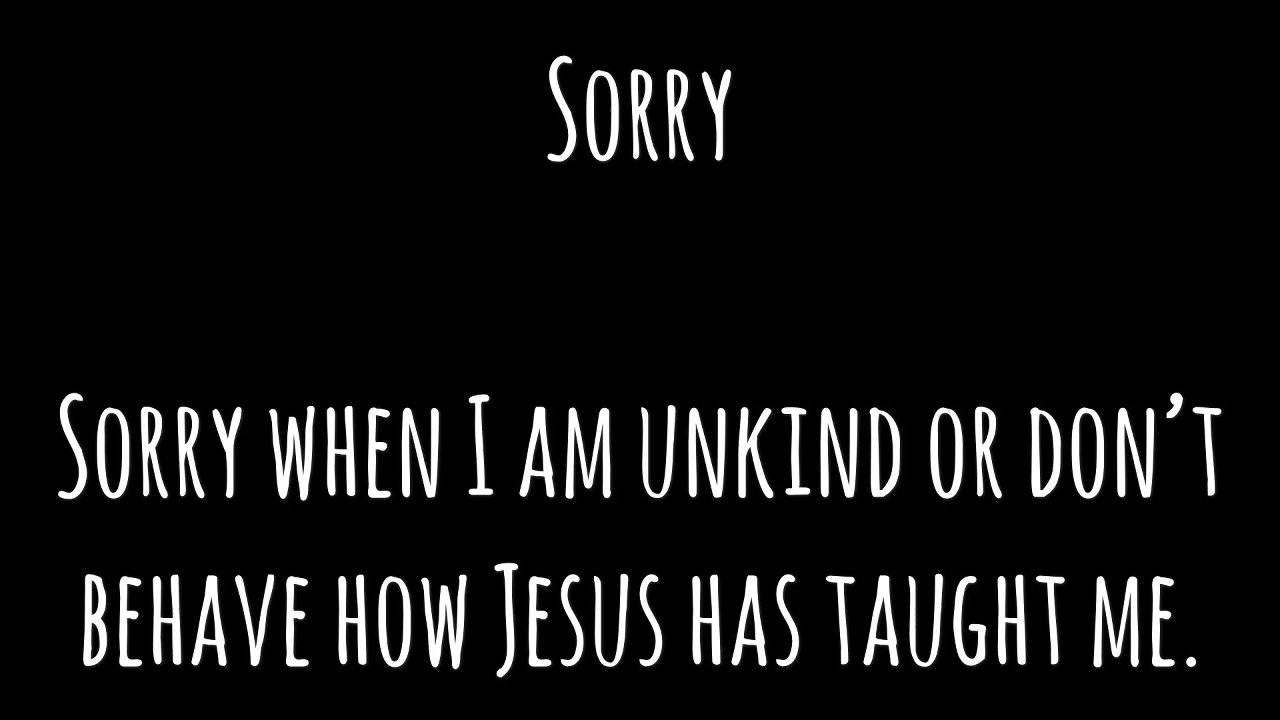 Sorry
Sorry when I am unkind or don’t
behave how Jesus has taught me.